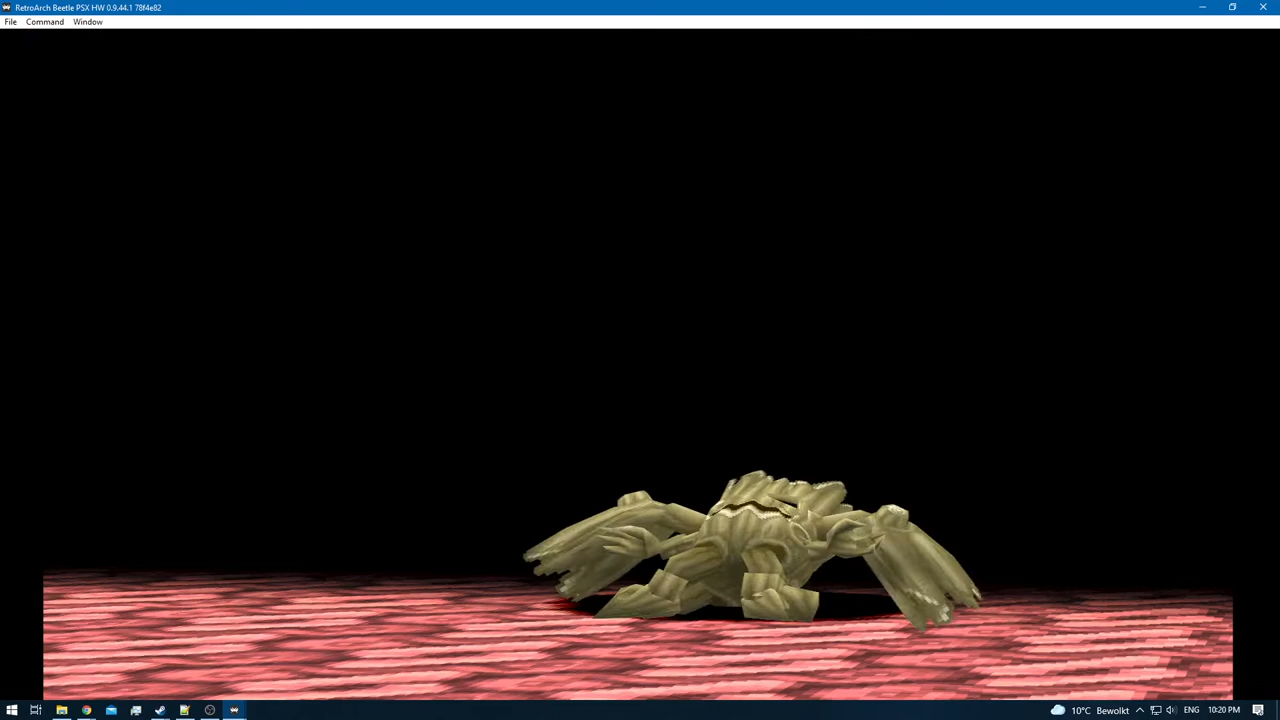 RetroArch Beetle PSX HW 0.9.44.1 78f4e82
File Command Window
10°C Bewolkt ENG 10:20 PM